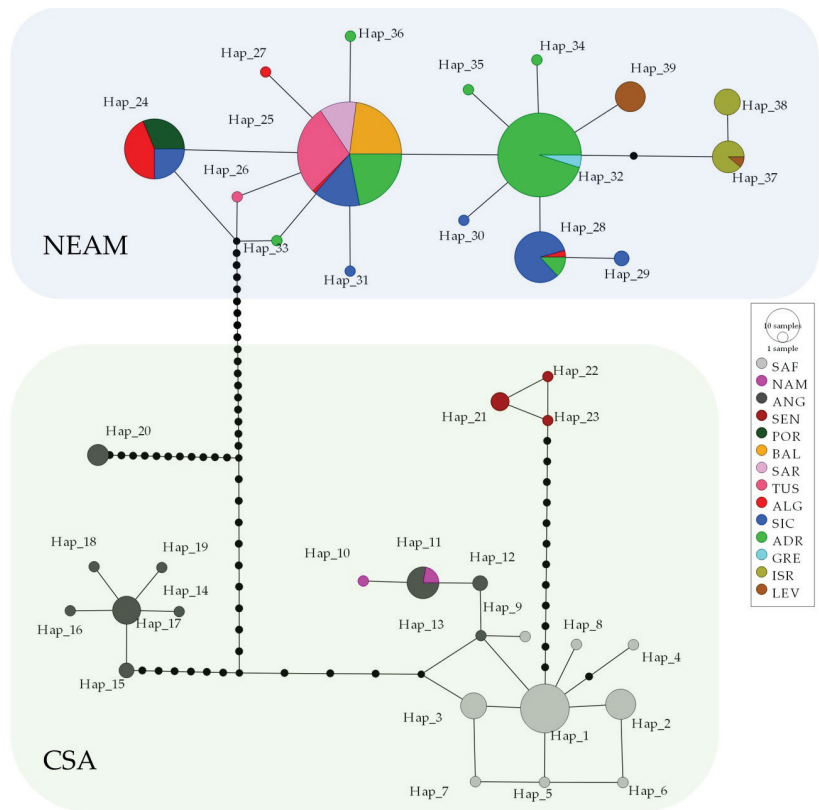 Hap_36
Hap_34
Hap_27
Hap_35
Hap_39
Hap_24
Hap_38
Hap_25
Hap_26
Hap_32
Hap_37
Hap_28
Hap_30
NEAM
Hap_33
Hap_31
Hap_29
10 samples
1 sample
SAF
NAM
ANG
SEN
POR
BAL
SAR
TUS
ALG
SIC
ADR
GRE
ISR
LEV
Hap_22
Hap_21
Hap_23
Hap_20
Hap_18
Hap_19
Hap_11
Hap_12
Hap_10
Hap_14
Hap_9
Hap_16
Hap_17
Hap_13
Hap_8
Hap_4
Hap_15
Hap_3
Hap_2
Hap_1
CSA
Hap_7
Hap_5
Hap_6